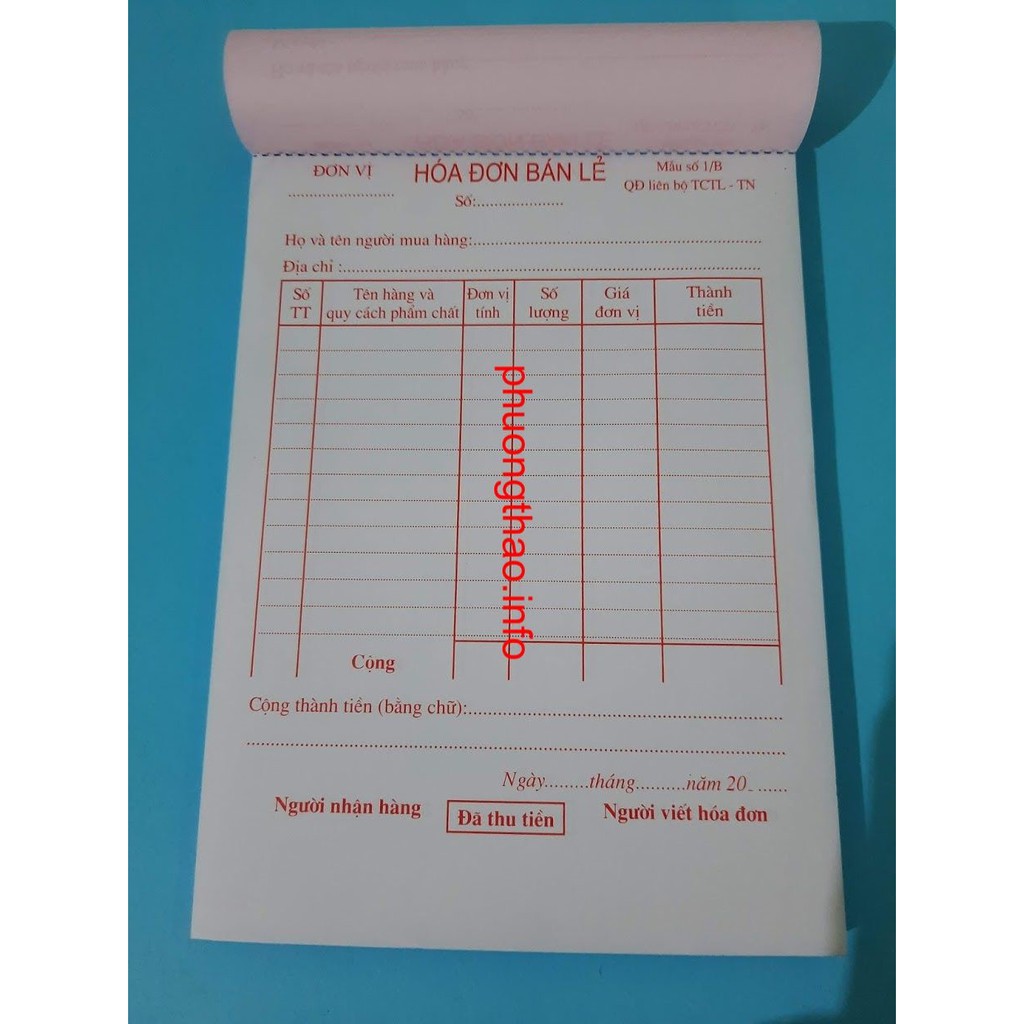 ĐƠN VỊ
HÓA ĐƠN BÁN LẺ
Mẫu số 1/B
QĐ liên bộ TCTL - TN
.........................
Số:....................
Họ và tên người mua hàng:..................................................................
Địa chỉ :...............................................................................................
Số TT
Tên hàng và quy cách phẩm chất
Đơn vị tính
Số lượng
Giá đơn vị
Thành tiền
phuongthao.info
Cộng
Cộng thành tiền (bằng chữ):............................................................
....................................................................................................
Ngày.........tháng..........năm 20.......
Người nhận hàng
Đã thu tiền
Người viết hóa đơn